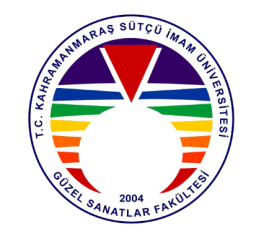 T.C. KAHRAMANMARAŞ SÜTÇÜ İMAM ÜNİVERSİTESİ
2004
GÜZEL SANATLAR FAKÜLTESİ